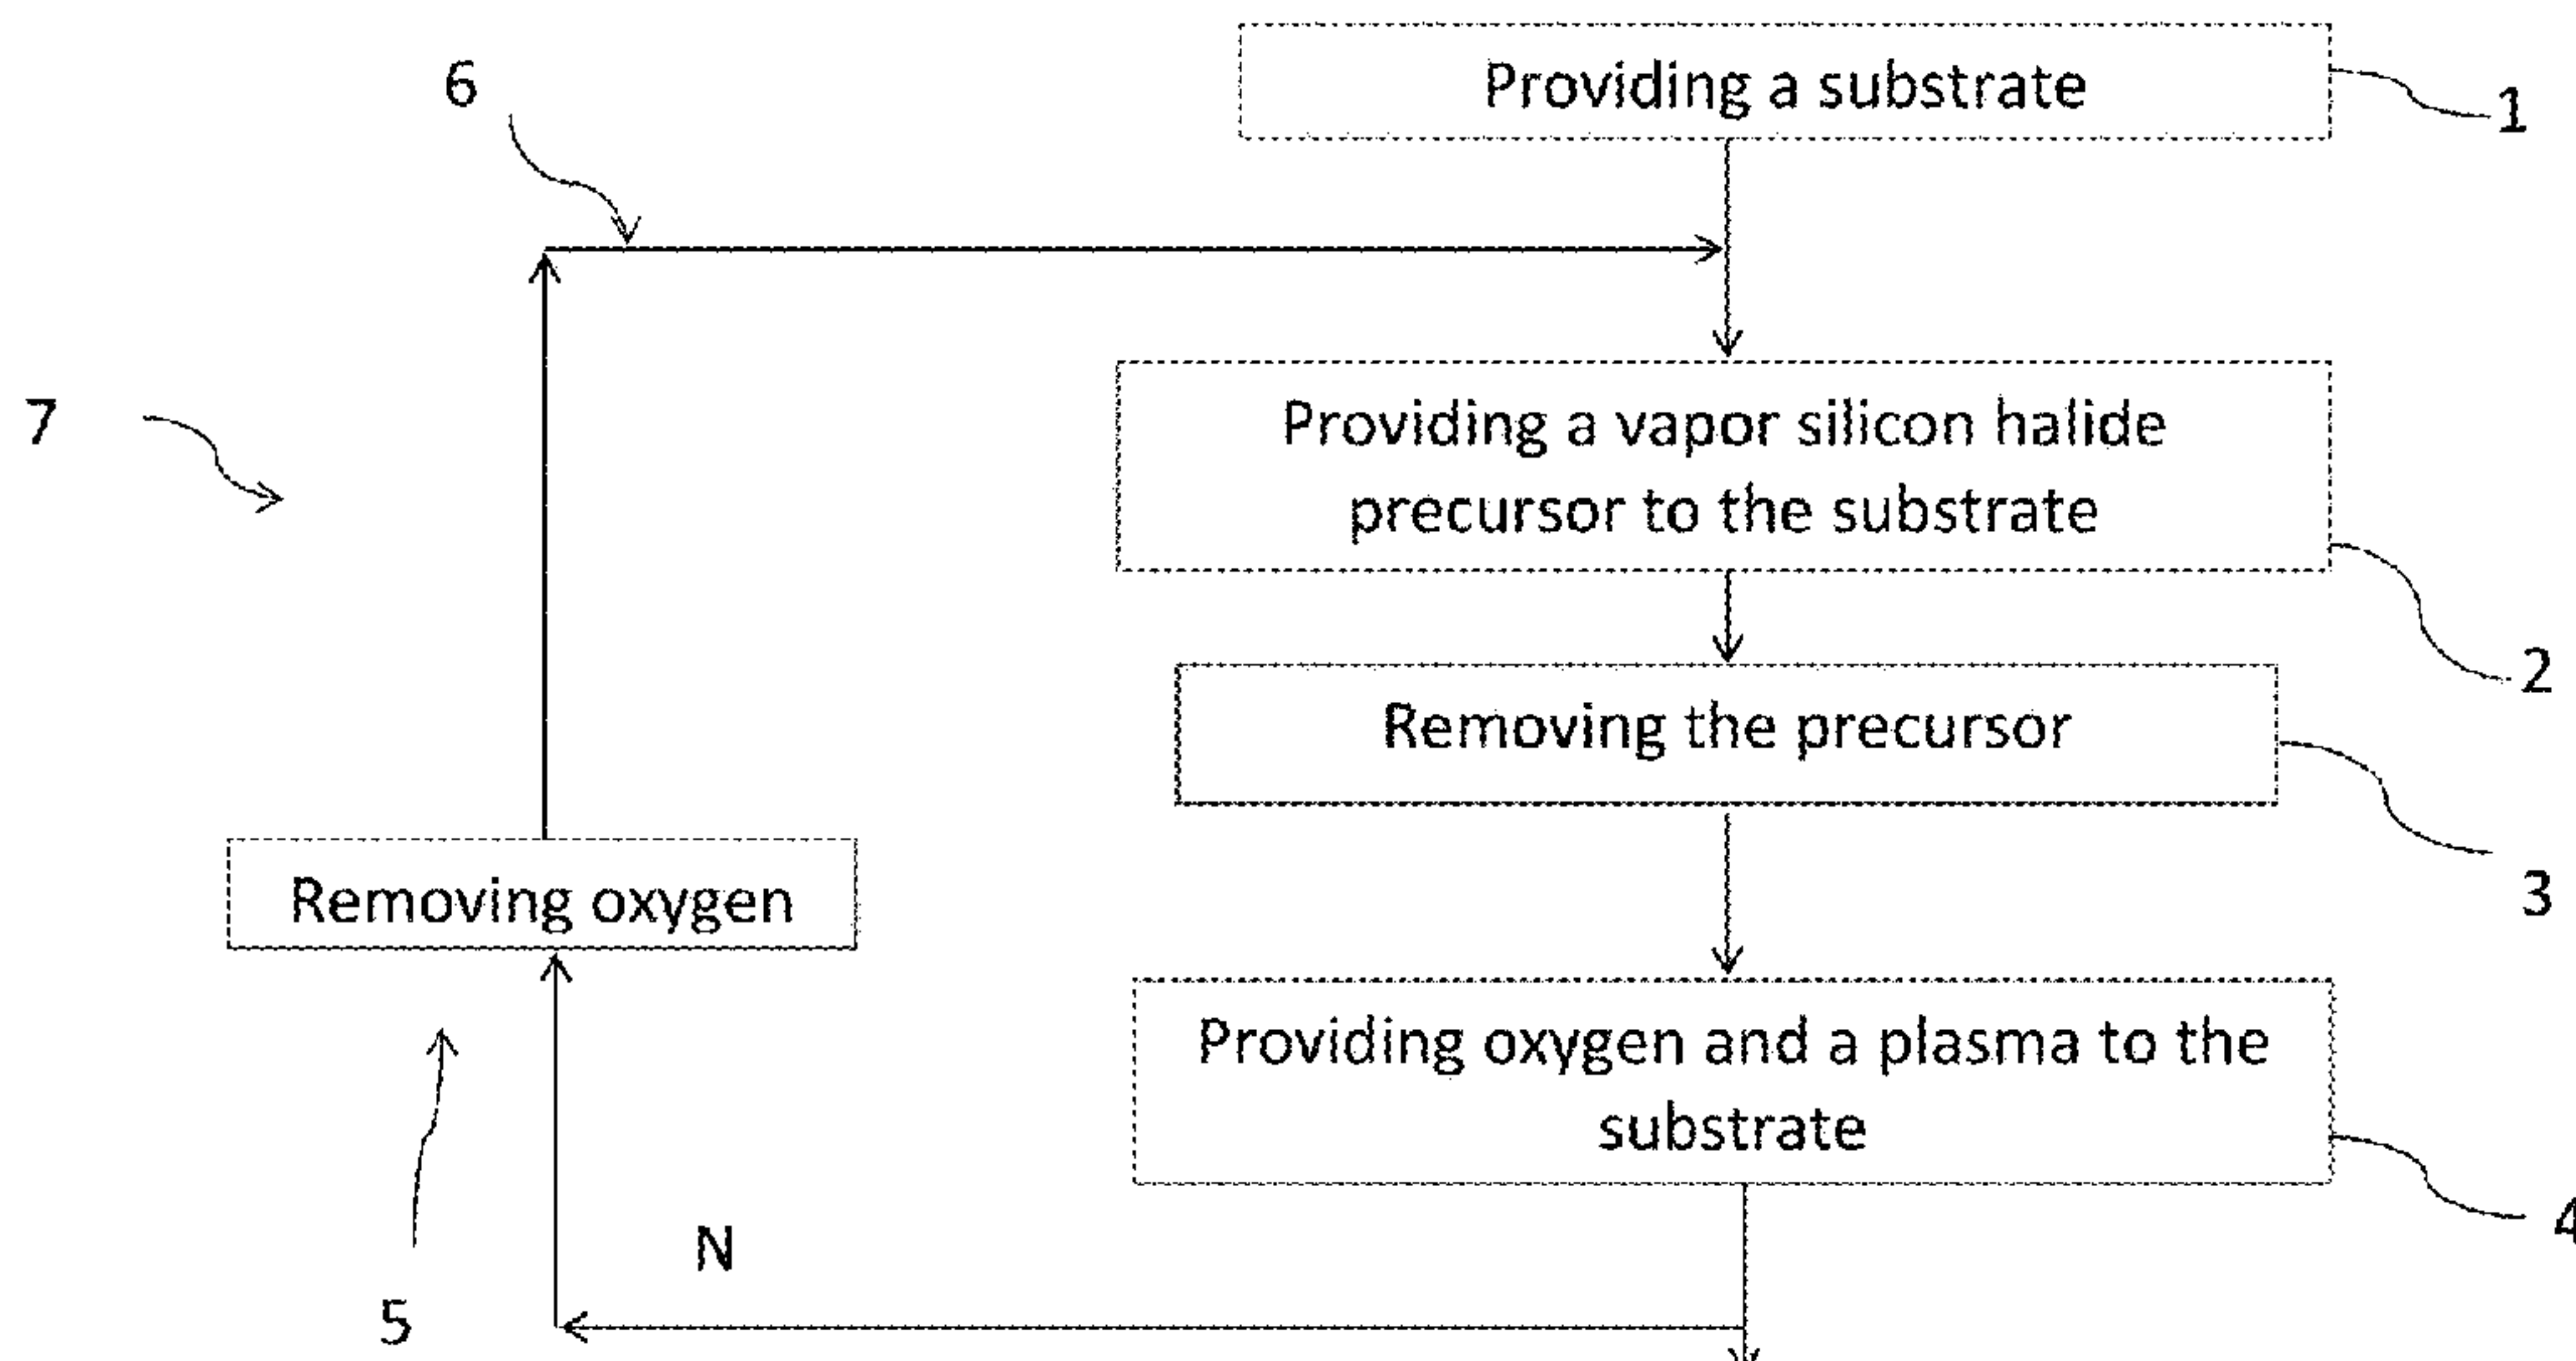 Providing a substrate
1
6
Providing a vapor silicon halide
precursor to the substrate
2
7
Removing the precursor
3
Removing oxygen
Providing oxygen and a plasma to the
substrate
4
N
5